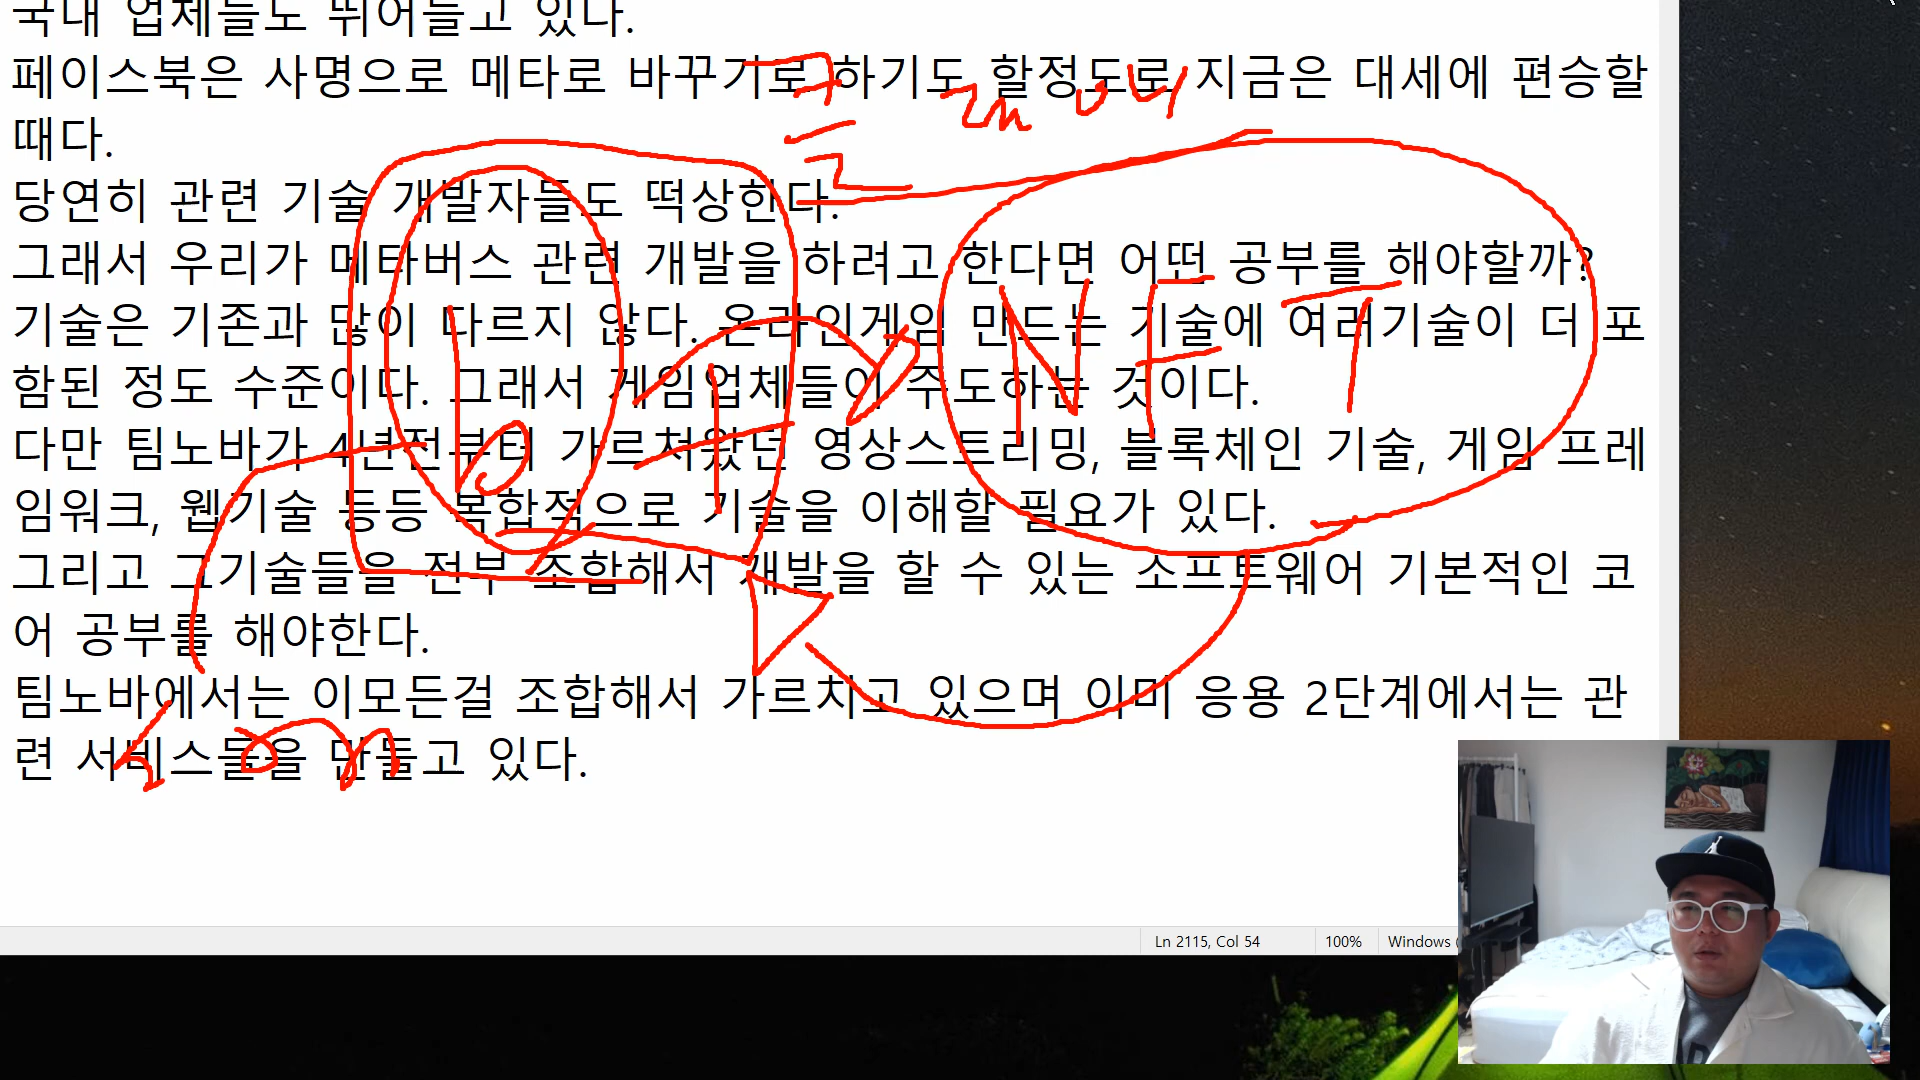 국내 업체들도 뛰어들고 있다.
페이스북은 사명으로 메타로 바꾸기로 하기도 할정도로 지금은 대세에 편승할
때다.
당연히 관련 기술 개발자들도 떡상한다.
그래서 우리가 메타버스 관련 개발을 하려고 한다면 어떤 공부를 해야할까?
기술은 기존과 많이 다르지 않다. 온라인게임 만드는 기술에 여러기술이 더 포
함된 정도 수준이다. 그래서 게임업체들이 주도하는 것이다.
다만 팀노바가 4년전부터 가르쳐왔던 영상스트리밍, 블록체인 기술, 게임 프레
임워크, 웹기술 등등 복합적으로 기술을 이해할 필요가 있다.
그리고 그기술들을 전부 조합해서 개발을 할 수 있는 소프트웨어 기본적인 코
어 공부를 해야한다.
팀노바에서는 이모든걸 조합해서 가르치고 있으며 이미 응용 2단계에서는 관
련 서비스들을 만들고 있다.
NFT
Ln 2115, Col 54
100%
Windows (